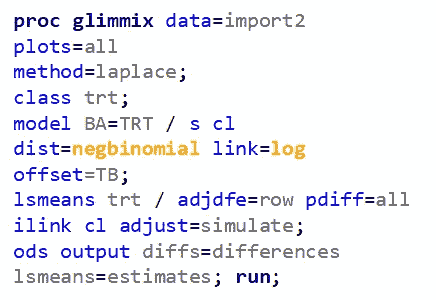 proc glimmix data=import2
plots=all
method=laplace;
class trt;
model BA=TRT / s cl
dist=negbinomial link=log
offset=TB;
lsmeans trt / adjdfe=row pdiff=all
ilink cl adjust=simulate;
ods output diffs=differences
lsmeans=estimates; run;